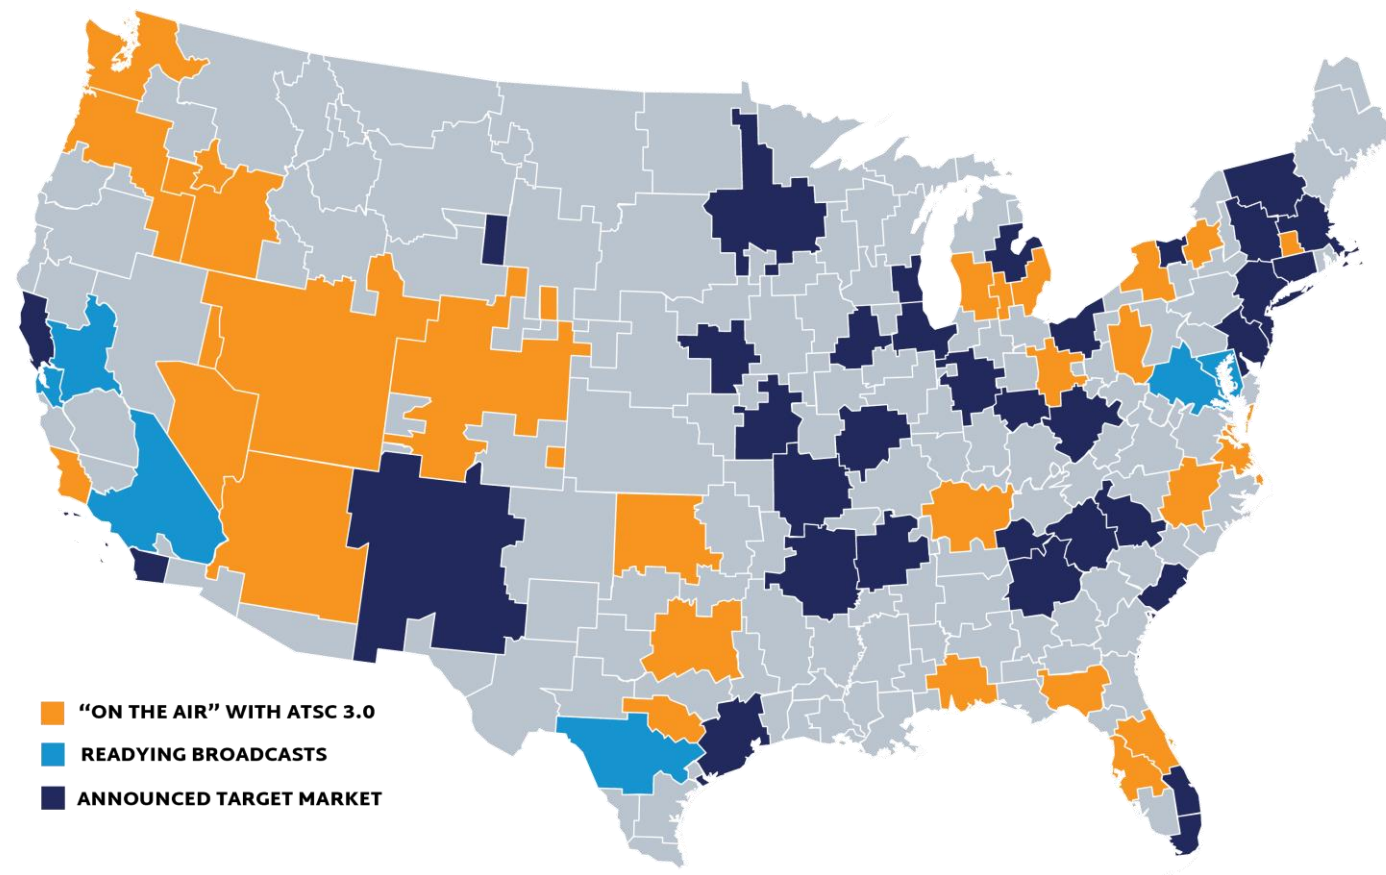 “ON THE AIR” WITH ATSC 3.0
READYING BROADCASTS
ANNOUNCED TARGET MARKET